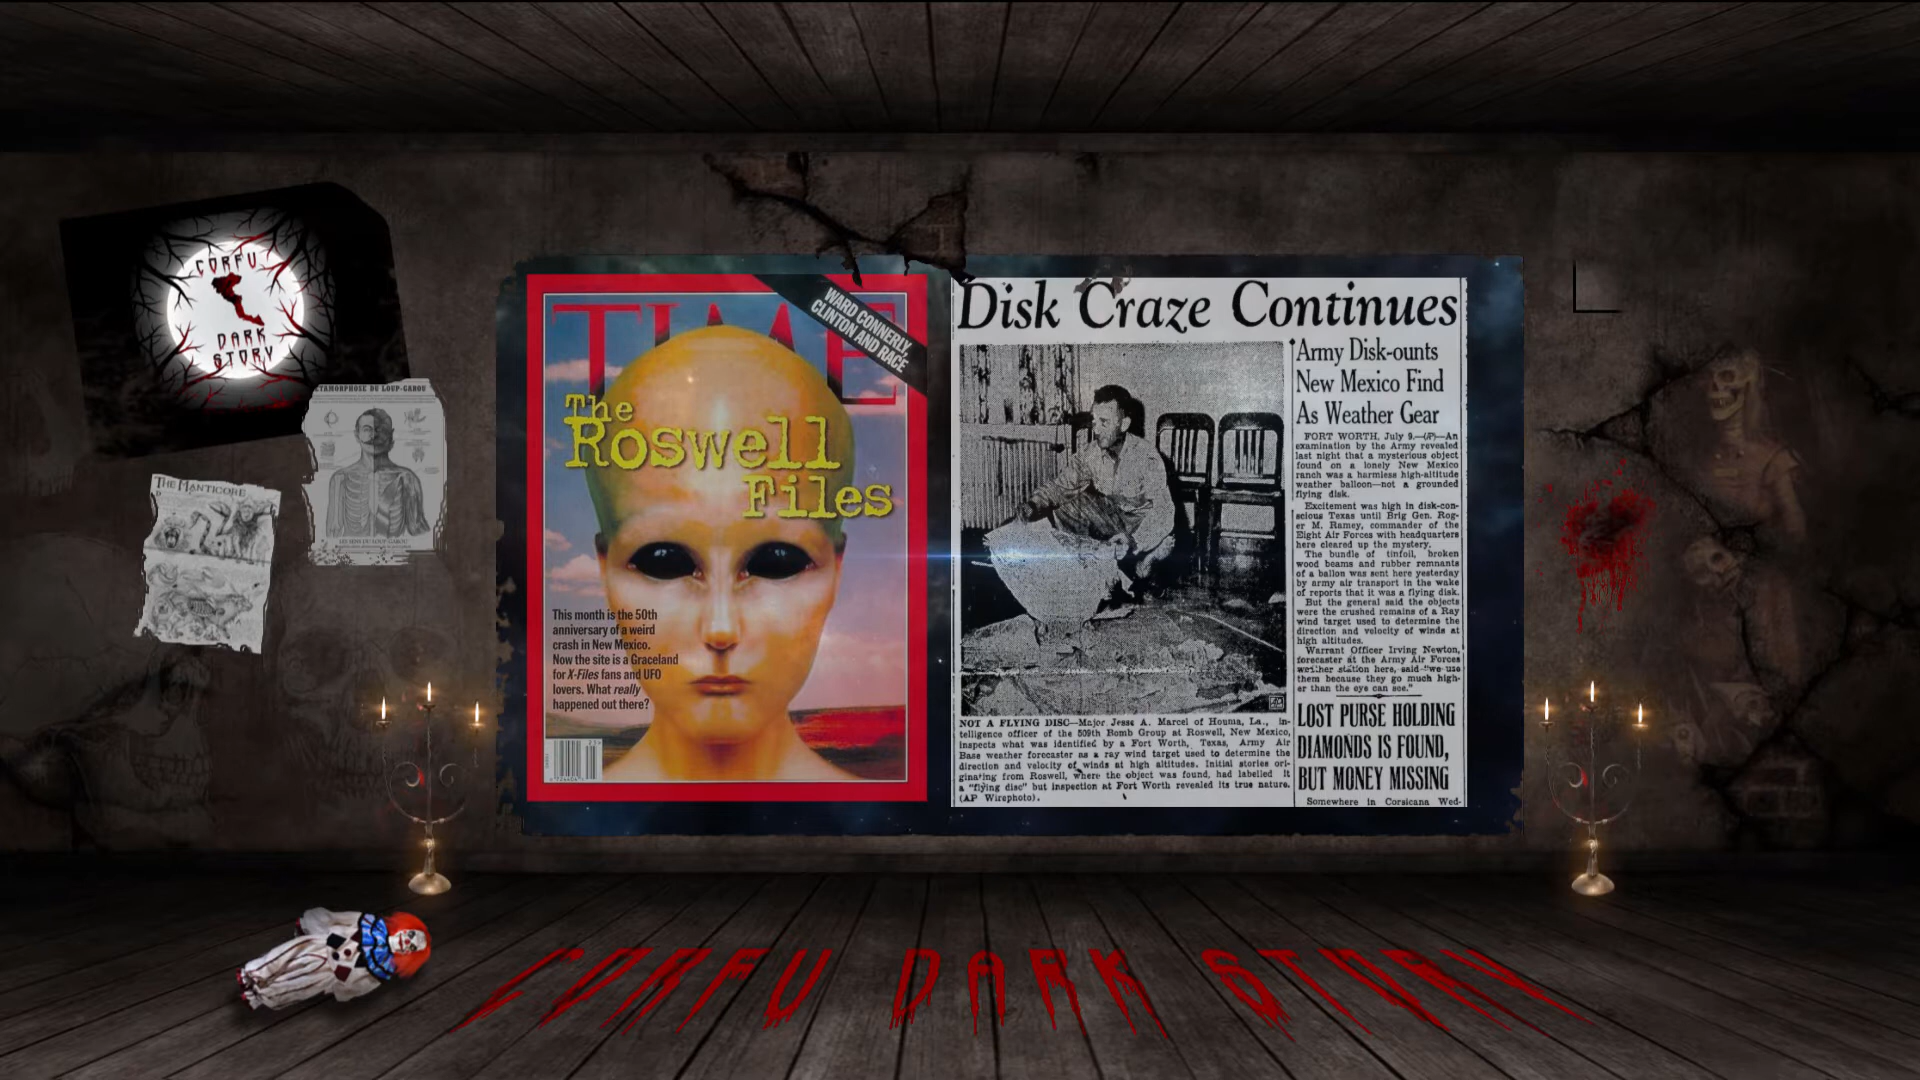 CORFU
DARK
STORY
METAMORPHOSE DU LOUP-GAROU
THE MANTICORE
TIME
WARD CONNERLY,
CLINTON AND RACE
The
Roswell
Files
This month is the 50th
anniversary of a weird
crash in New Mexico.
Now the site is a Graceland
for X-Files fans and UFO
lovers. What really
happened out there?
Disk Craze Continues
Army Disk-ounts
New Mexico Find
As Weather Gear
FORT WORTH, July 9.—(AP)—An
examination by the Army revealed
last night that a mysterious object
found on a lonely New Mexico
ranch was a harmless high-altitude
weather balloon—not a grounded
flying disk.
Excitement was high in disk-con-
scious Texas until Brig Gen. Rog-
er M. Ramey, commander of the
Eight Air Forces with headquarters
here cleared up the mystery.
The bundle of tinfoil, broken
wood beams and rubber remnants
of a ballon was sent here yesterday
by army air transport in the wake
of reports that it was a flying disk.
But the general said the objects
were the crushed remains of a Ray
wind target used to determine the
direction and velocity of winds at
high altitudes.
Warrant Officer Irving Newton,
forecaster at the Army Air Forces
weather station here, said "we use
them because they go much high-
er than the eye can see."
NOT A FLYING DISC—Major Jesse A. Marcel of Houma, La., in-
telligence officer of the 509th Bomb Group at Roswell, New Mexico,
inspects what was identified by a Fort Worth, Texas, Army Air
Base weather forecaster as a ray wind target used to determine the
direction and velocity of winds at high altitudes. Initial stories ori-
ginating from Roswell, where the object was found, had labelled it
a "flying disc" but inspection at Fort Worth revealed its true nature.
(AP Wirephoto).
LOST PURSE HOLDING
DIAMONDS IS FOUND,
BUT MONEY MISSING
Somewhere in Corsicana Wed-
CORFU DARK STORY